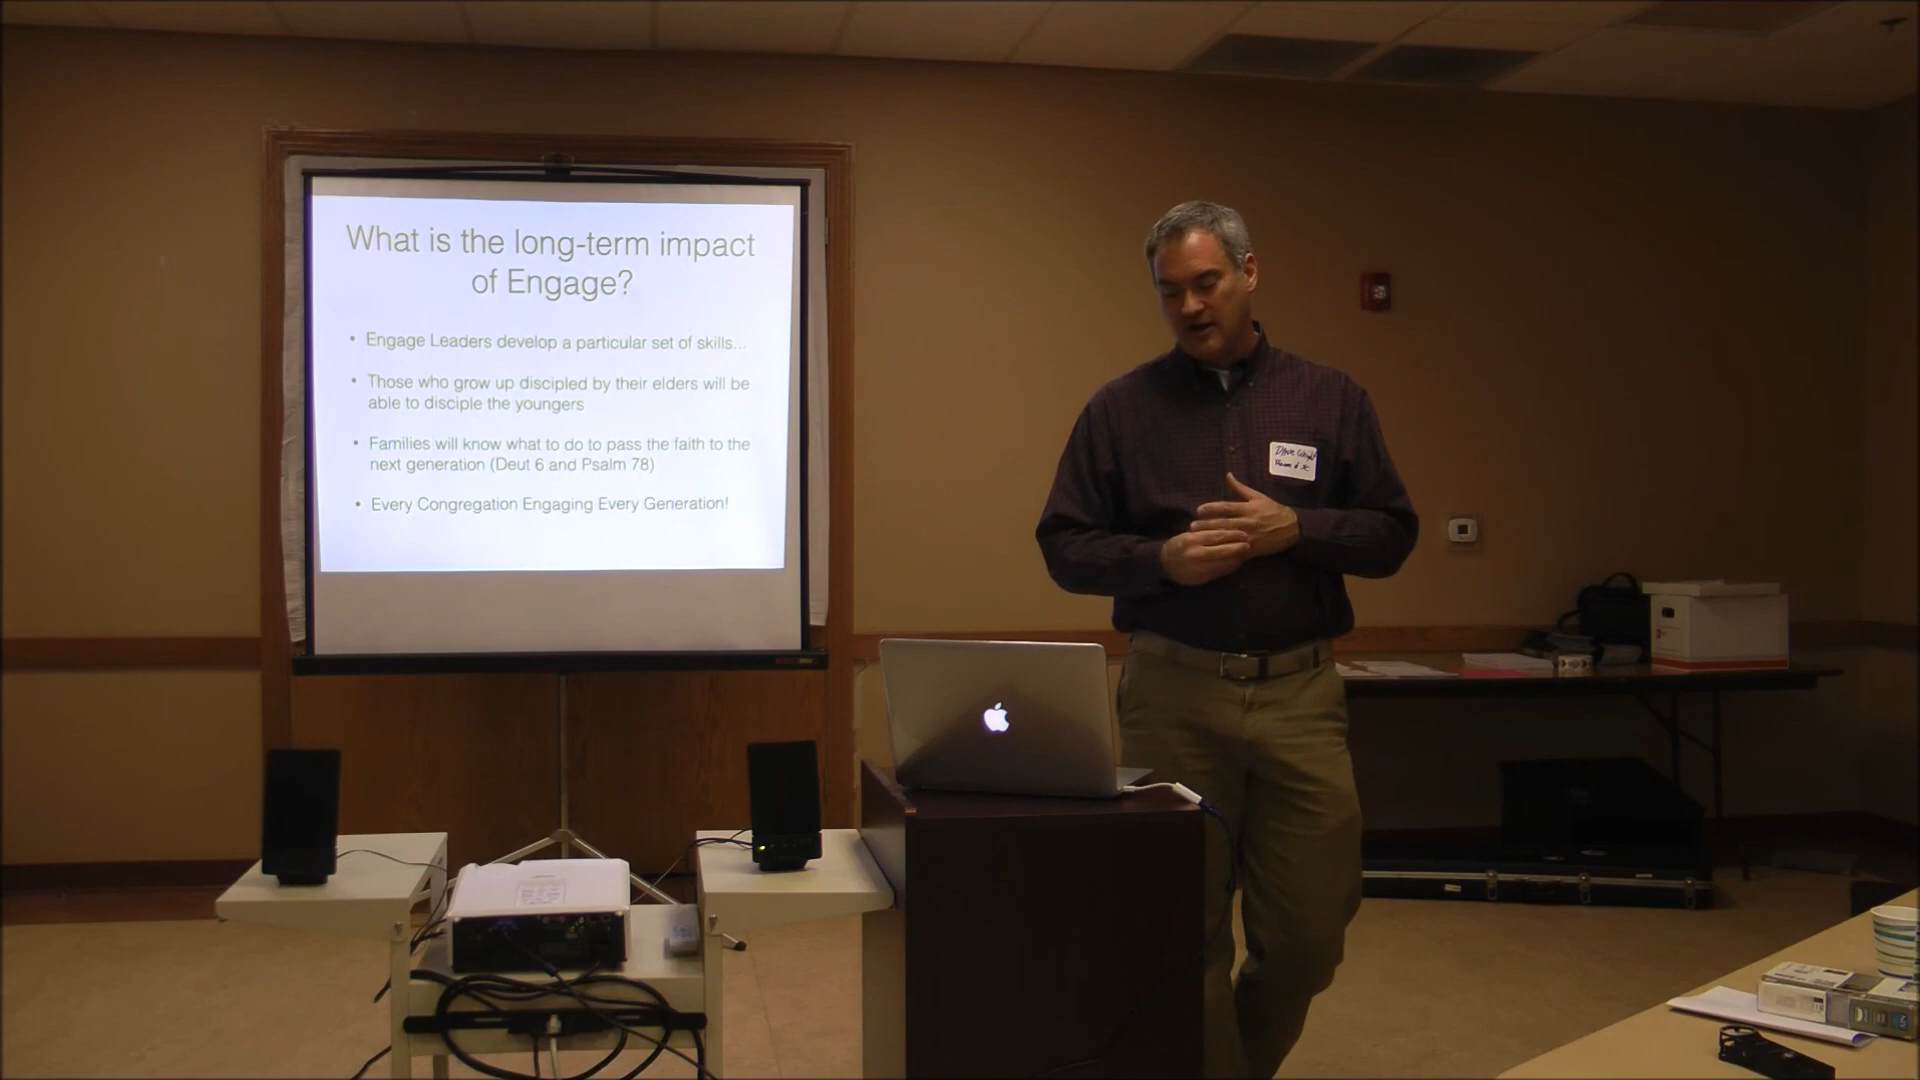 What is the long-term impact
of Engage?
• Engage Leaders develop a particular set of skills...
• Those who grow up discipled by their elders will be
able to disciple the youngers
• Families will know what to do to pass the faith to the
next generation (Deut 6 and Psalm 78)
• Every Congregation Engaging Every Generation!
Dave